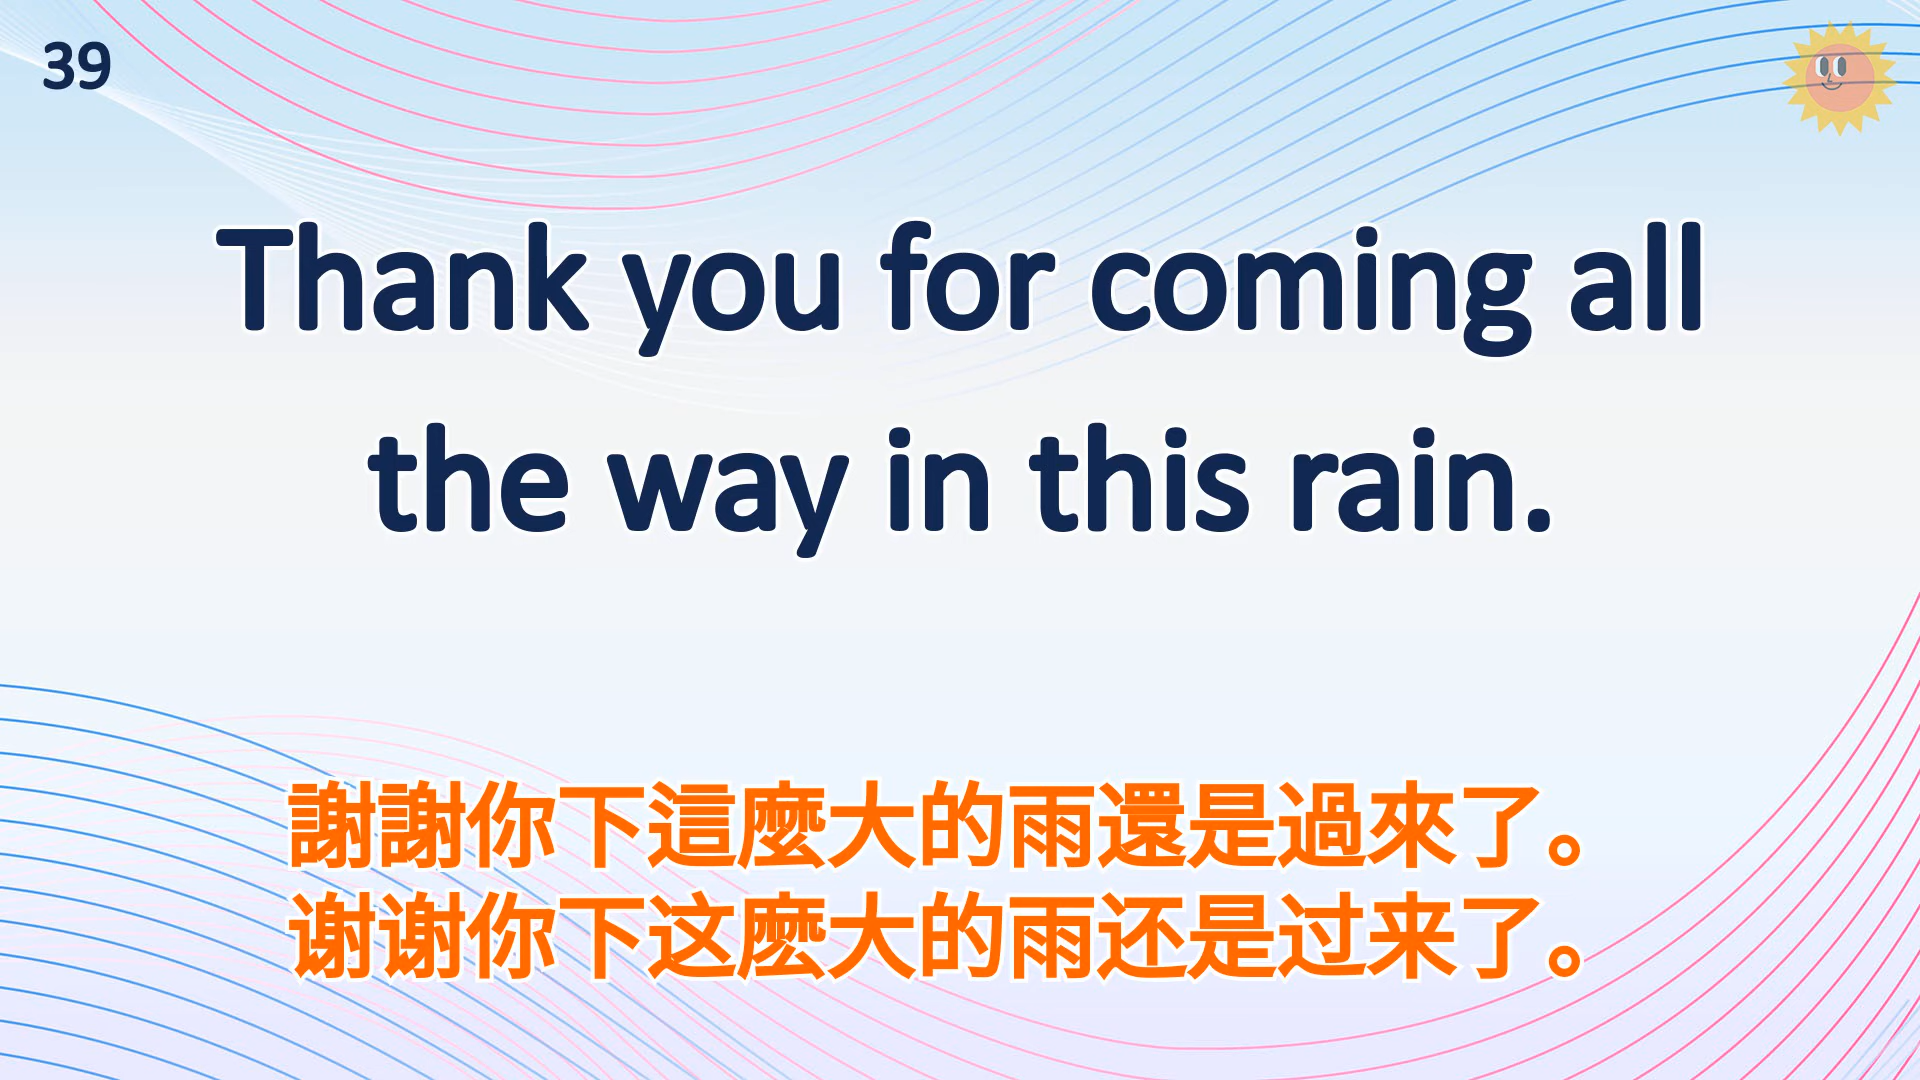 39
Thank you for coming all
the way in this rain.
謝謝你下這麼大的雨還是過來了。
谢谢你下这麼大的雨还是过来了。